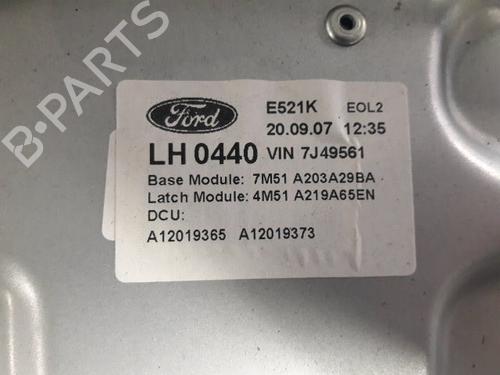 Ford
E521K EOL2
20.09.07 12:35
LH 0440 VIN 7J49561
Base Module: 7M51 A203A29BA
Latch Module: 4M51 A219A65EN
DCU:
A12019365 A12019373
B-PARTS